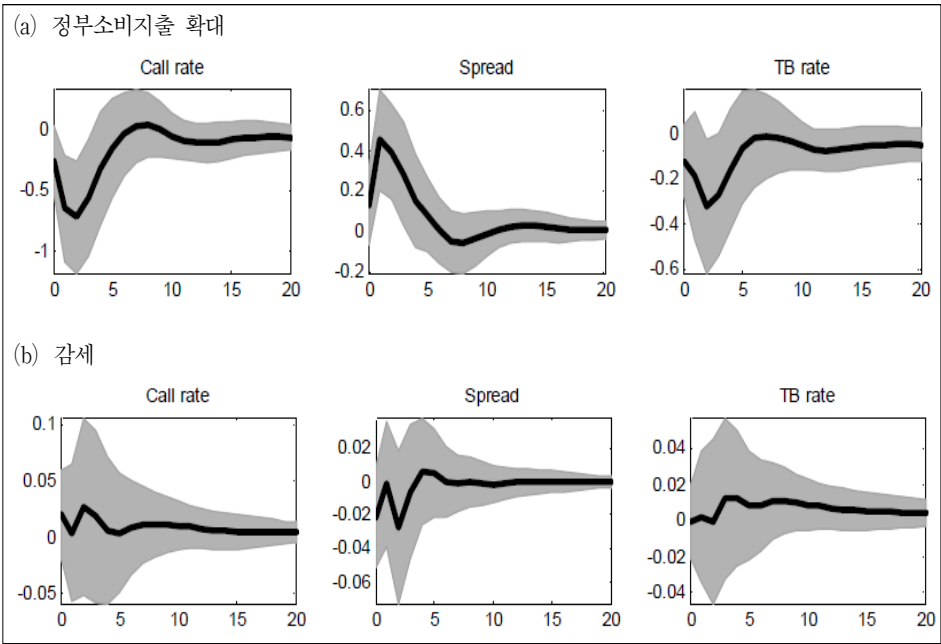 (a) 정부소비지출 확대
Call rate Spread TB rate
0 -0.5 -1
0 5 10 15 20
0.6 0.4 0.2 0 -0.2
0 5 10 15 20
0 -0.2 -0.4 -0.6
0 5 10 15 20
(b) 감세
Call rate Spread TB rate
0.1 0.05 0 -0.05
0 5 10 15 20
0.02 0 -0.02 -0.04 -0.06
0 5 10 15 20
0.04 0.02 0 -0.02 -0.04
0 5 10 15 20